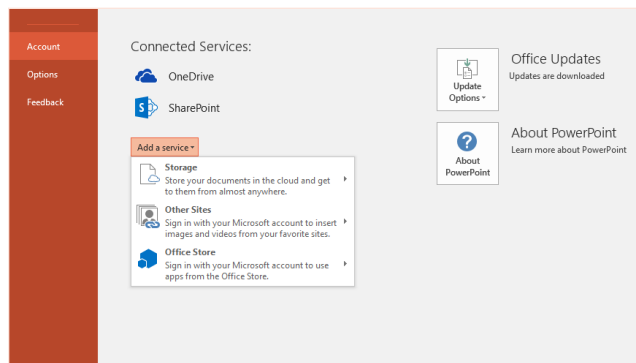 Account
Options
Feedback
Connected Services:
OneDrive
S
SharePoint
Add a service
Storage
Store your documents in the cloud and get
to them from almost anywhere.
Other Sites
Sign in with your Microsoft account to insert
images and videos from your favorite sites.
Office Store
Sign in with your Microsoft account to use
apps from the Office Store.
Update
Options
Office Updates
Updates are downloaded
?
About
PowerPoint
About PowerPoint
Learn more about PowerPoint